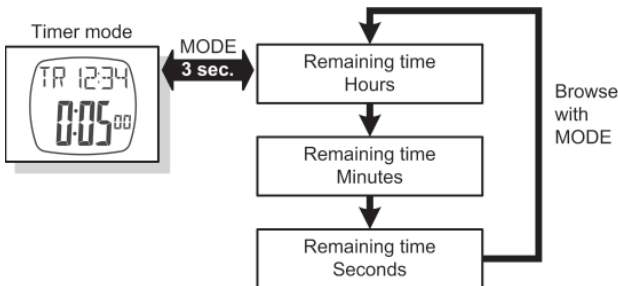 Timer mode
TR 12:34
0:05 00
MODE
3 sec.
Remaining time
Hours
Remaining time
Minutes
Remaining time
Seconds
Browse
with
MODE